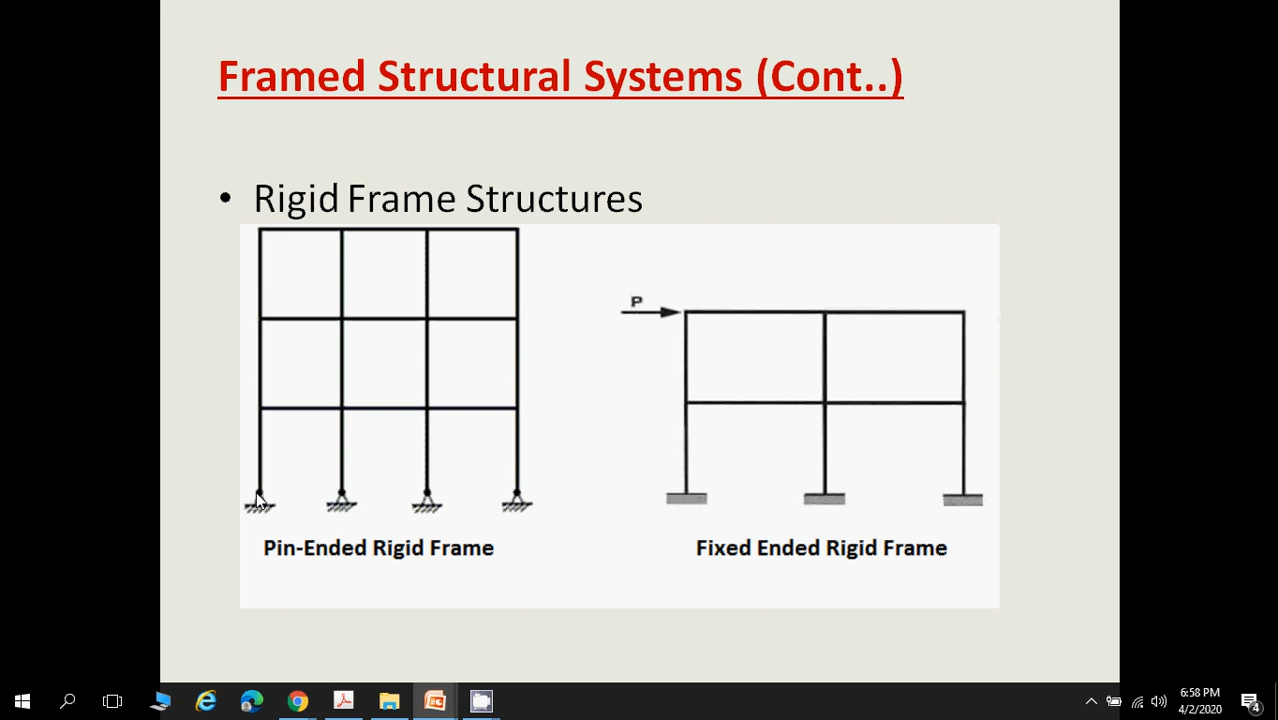 Framed Structural Systems (Cont..)
• Rigid Frame Structures
P
Pin-Ended Rigid Frame
Fixed Ended Rigid Frame
6:58 PM
4/2/2020
4